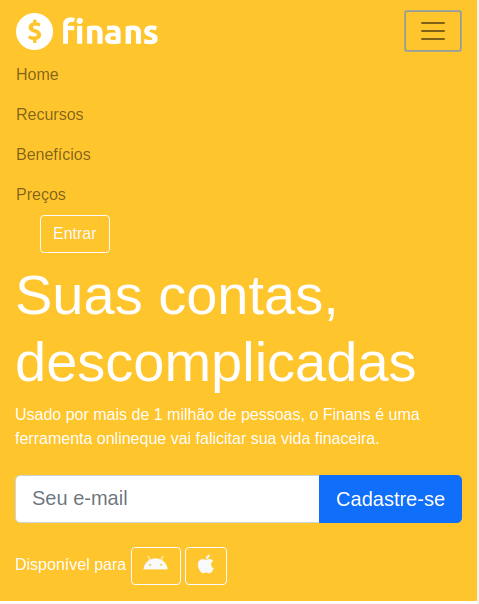 finans
Home
Recursos
Benefícios
Preços
Entrar
Suas contas,
descomplicadas
Usado por mais de 1 milhão de pessoas, o Finans é uma
ferramenta onlineque vai falicitar sua vida finaceira.
Seu e-mail
Cadastre-se
Disponível para